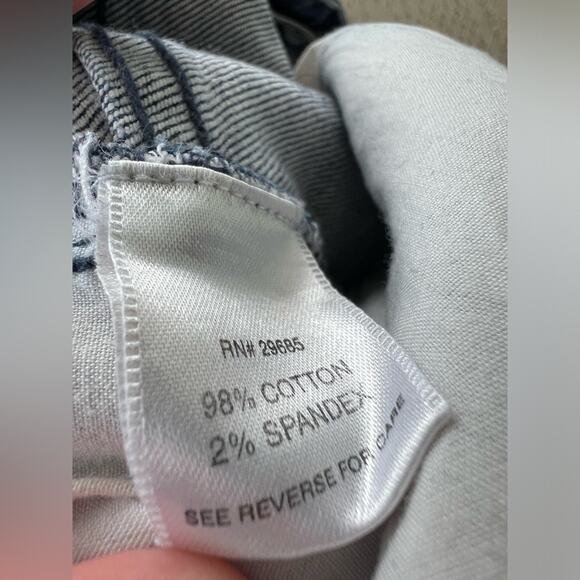 RN# 29685
98% COTTON
2% SPANDEX
SEE REVERSE FOR CARE